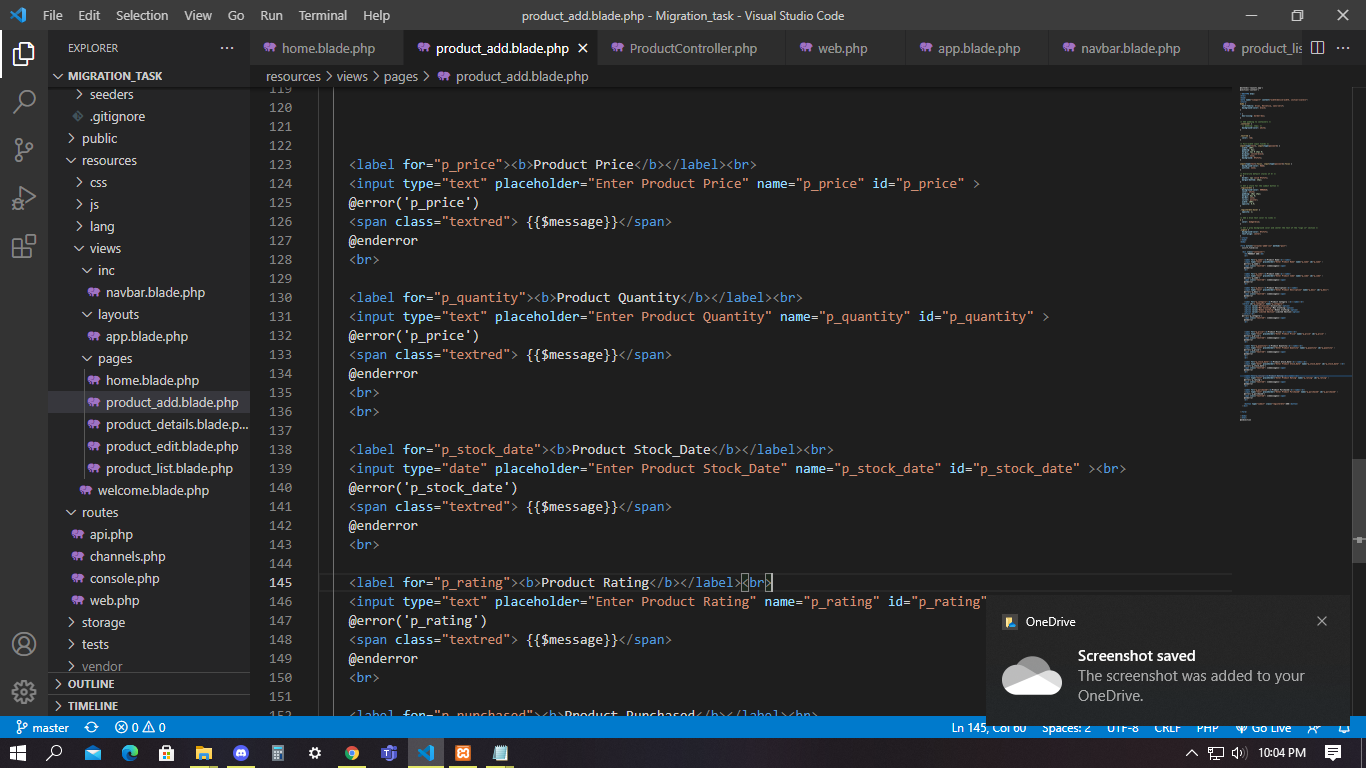 File Edit Selection View Go Run Terminal Help product_add.blade.php - Migration_task - Visual Studio Code
EXPLORER
home.blade.php product_add.blade.php ProductController.php web.php app.blade.php navbar.blade.php product_lis
MIGRATION_TASK
resources > views > pages > product_add.blade.php
seeders
.gitignore
public
resources
css
js
lang
views
inc
navbar.blade.php
layouts
app.blade.php
pages
home.blade.php
product_add.blade.php
product_details.blade.p...
product_edit.blade.php
product_list.blade.php
welcome.blade.php
routes
api.php
channels.php
console.php
web.php
storage
tests
vendor
OUTLINE
TIMELINE
119
120
121
122
123 <label for="p_price"><b>Product Price</b></label><br>
124 <input type="text" placeholder="Enter Product Price" name="p_price" id="p_price" >
125 @error('p_price')
126 <span class="textred"> {{$message}}</span>
127 @enderror
128 <br>
129
130 <label for="p_quantity"><b>Product Quantity</b></label><br>
131 <input type="text" placeholder="Enter Product Quantity" name="p_quantity" id="p_quantity" >
132 @error('p_price')
133 <span class="textred"> {{$message}}</span>
134 @enderror
135 <br>
136 <br>
137
138 <label for="p_stock_date"><b>Product Stock_Date</b></label><br>
139 <input type="date" placeholder="Enter Product Stock_Date" name="p_stock_date" id="p_stock_date" ><br>
140 @error('p_stock_date')
141 <span class="textred"> {{$message}}</span>
142 @enderror
143 <br>
144
145 <label for="p_rating"><b>Product Rating</b></label><br>
146 <input type="text" placeholder="Enter Product Rating" name="p_rating" id="p_rating"
147 @error('p_rating')
148 <span class="textred"> {{$message}}</span>
149 @enderror
150 <br>
151
152 <label for="p_purchased"><b>Product Purchased</b></label><br>
OneDrive
Screenshot saved
The screenshot was added to your
OneDrive.
master 0 0 Ln 145, Col 60 Spaces: 2 UTF-8 CRLF PHP Go Live
10:04 PM